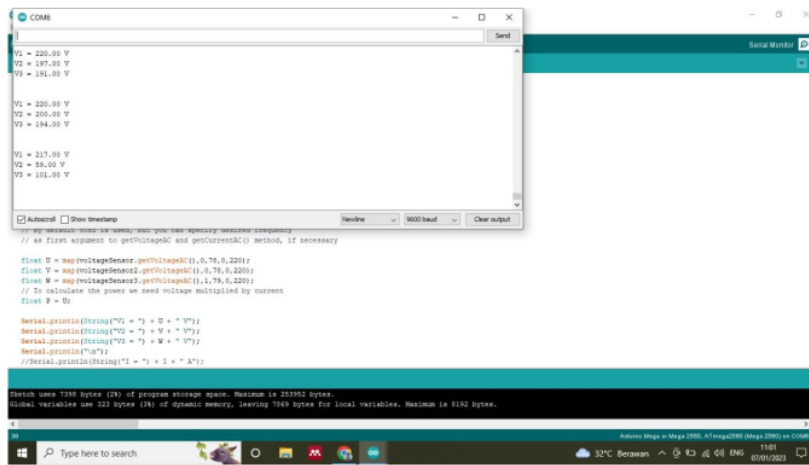 COM6
Send
Serial Monitor
V1 = 220.00 V
V2 = 197.00 V
V3 = 191.00 V
V1 = 220.00 V
V2 = 200.00 V
V3 = 194.00 V
V1 = 217.00 V
V2 = 59.00 V
V3 = 101.00 V
Autoscroll Show timestamp Newline 9600 baud Clear output
// By default 50Hz is used, but you can specify desired frequency
// as first argument to getVoltageAC and getCurrentAC() method, if necessary
float U = map(voltageSensor.getVoltageAC(),0,78,0,220);
float V = map(voltageSensor2.getVoltageAC(),0,78,0,220);
float W = map(voltageSensor3.getVoltageAC(),1,79,0,220);
// To calculate the power we need voltage multiplied by current
float P = U;
Serial.println(String("V1 = ") + U + " V");
Serial.println(String("V2 = ") + V + " V");
Serial.println(String("V3 = ") + W + " V");
Serial.println("\n");
//Serial.println(String("I = ") + I + " A");
Sketch uses 7398 bytes (2%) of program storage space. Maximum is 253952 bytes.
Global variables use 323 bytes (3%) of dynamic memory, leaving 7869 bytes for local variables. Maximum is 8192 bytes.
Arduino Mega or Mega 2560, ATmega2560 (Mega 2560) on COM6
Type here to search
32°C Berawan
ENG
11:01
07/01/2023